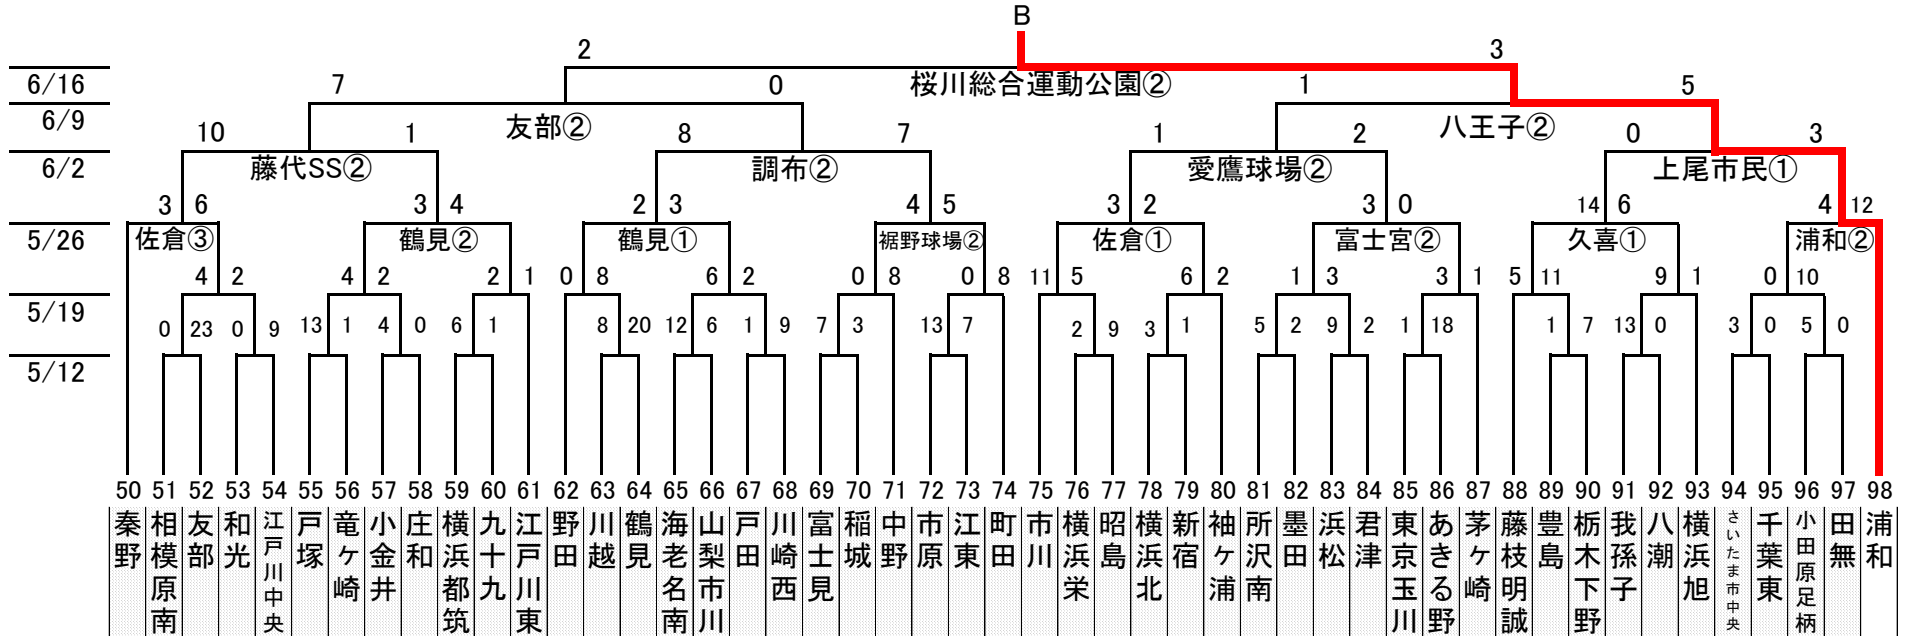 B
2 3
6/16 7 0 桜川総合運動公園② 1 5
6/9 10 1 友部② 8 7 1 2 八王子② 0 3
6/2 藤代SS② 調布② 愛鷹球場② 上尾市民①
3 6 3 4 2 3 4 5 3 2 3 0 14 6 4 12
5/26 佐倉③ 鶴見② 鶴見① 裾野球場② 佐倉① 富士宮② 久喜① 浦和②
4 2 4 2 2 1 0 8 6 2 0 8 0 8 11 5 6 2 1 3 3 1 5 11 9 1 0 10
5/19 0 23 0 9 13 1 4 0 6 1 8 20 12 6 1 9 7 3 13 7 2 9 3 1 5 2 9 2 1 18 1 7 13 0 3 0 5 0
5/12
50 51 52 53 54 55 56 57 58 59 60 61 62 63 64 65 66 67 68 69 70 71 72 73 74 75 76 77 78 79 80 81 82 83 84 85 86 87 88 89 90 91 92 93 94 95 96 97 98
秦野
相模原南
友部
和光
江戸川中央
戸塚
竜ヶ崎
小金井
庄和
横浜都筑
九十九
江戸川東
野田
川越
鶴見
海老名南
山梨市川
戸田
川崎西
富士見
稲城
中野
市原
江東
町田
市川
横浜栄
昭島
横浜北
新宿
袖ヶ浦
所沢南
墨田
浜松
君津
東京玉川
あきる野
茅ヶ崎
藤枝明誠
豊島
栃木下野
我孫子
八潮
横浜旭
さいたま市中央
千葉東
小田原足柄
田無
浦和